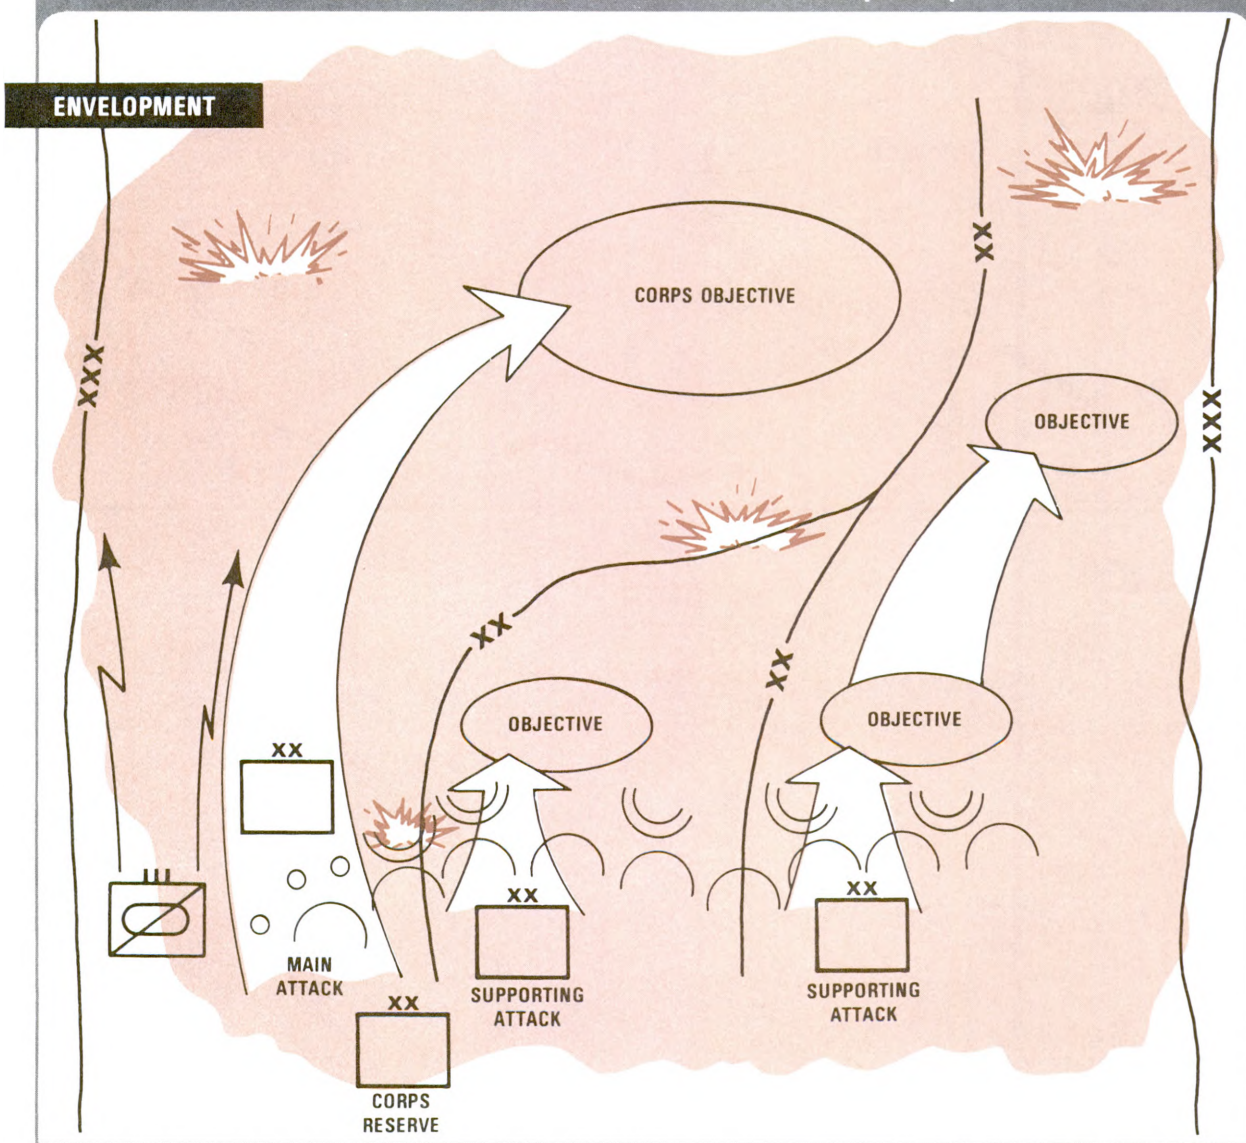 ENVELOPMENT
XX
CORPS OBJECTIVE
XXX
OBJECTIVE
XXX
XX
XX
OBJECTIVE
OBJECTIVE
XX
III
XX
XX
MAIN
ATTACK
SUPPORTING
ATTACK
SUPPORTING
ATTACK
XX
CORPS
RESERVE